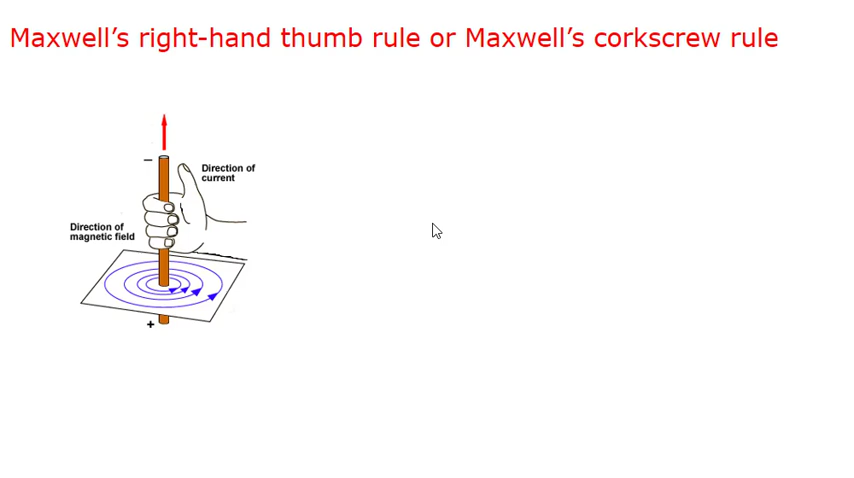 Maxwell’s right-hand thumb rule or Maxwell’s corkscrew rule
–
Direction of
current
Direction of
magnetic field
+